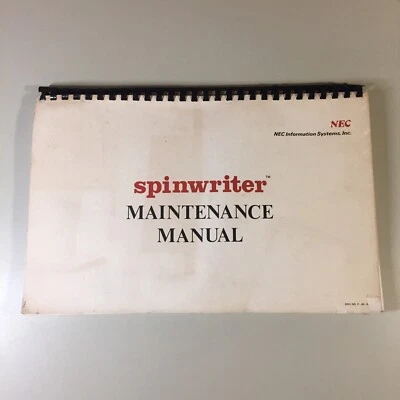 NEC
NEC Information Systems, Inc.
spinwriter™
MAINTENANCE
MANUAL